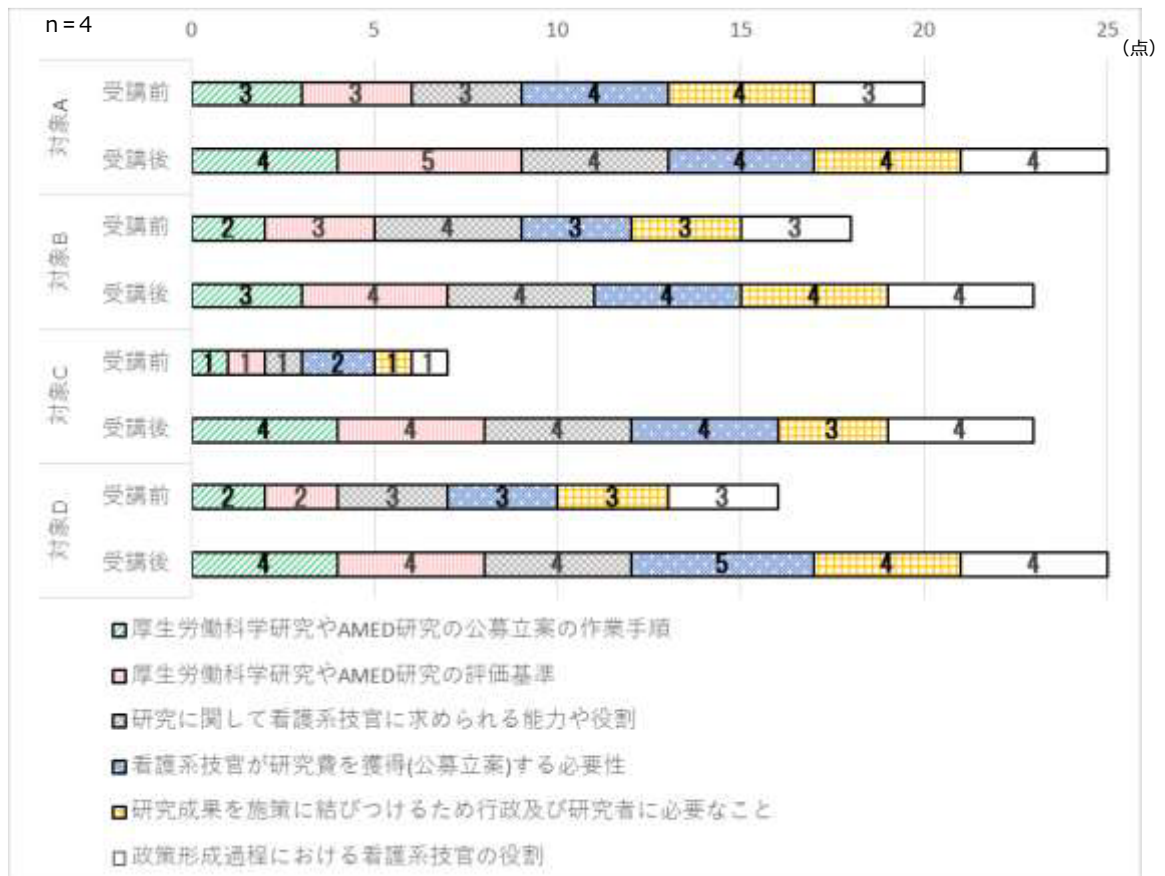 n=4
0 5 10 15 20 25
(点)
対象A
受講前 3 3 3 4 4 3
受講後 4 5 4 4 4 4
対象B
受講前 2 3 4 3 3 3
受講後 3 4 4 4 4 4
対象C
受講前 1 1 1 2 1 1
受講後 4 4 4 4 3 4
対象D
受講前 2 2 3 3 3 3
受講後 4 4 4 5 4 4
厚生労働科学研究やAMED研究の公募立案の作業手順
厚生労働科学研究やAMED研究の評価基準
研究に関して看護系技官に求められる能力や役割
看護系技官が研究費を獲得(公募立案)する必要性
研究成果を施策に結びつけるため行政及び研究者に必要なこと
政策形成過程における看護系技官の役割